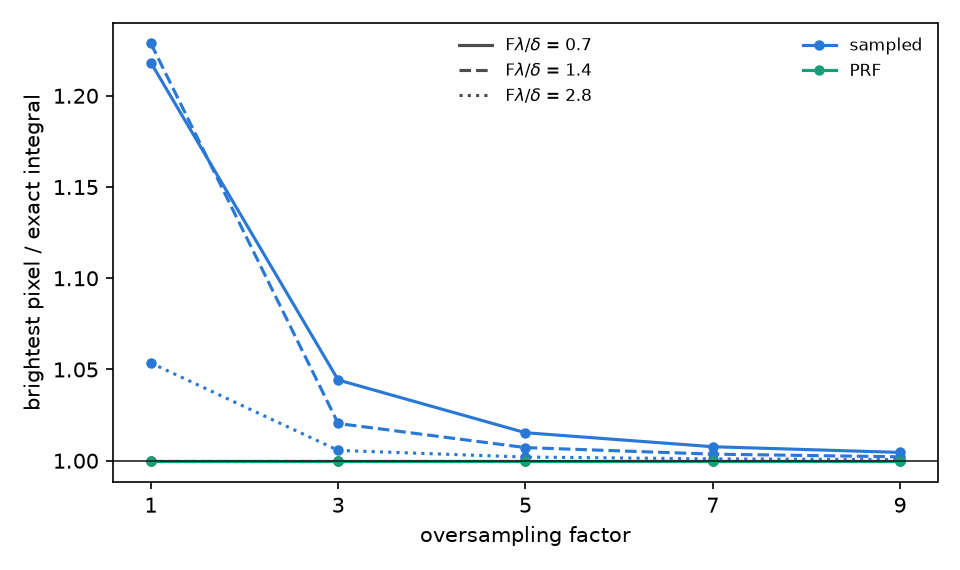 Fλ/δ = 0.7
Fλ/δ = 1.4
Fλ/δ = 2.8
sampled
PRF
brightest pixel / exact integral
1.20
1.15
1.10
1.05
1.00
1 3 5 7 9
oversampling factor